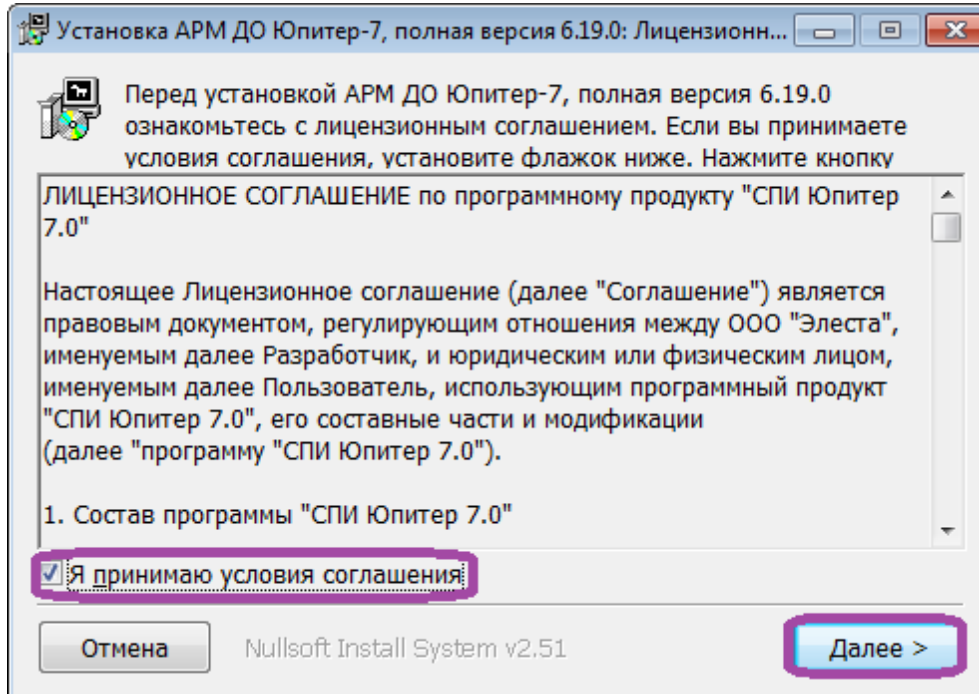 Установка АРМ ДО Юпитер-7, полная версия 6.19.0: Лицензионн...
Перед установкой АРМ ДО Юпитер-7, полная версия 6.19.0
ознакомьтесь с лицензионным соглашением. Если вы принимаете
условия соглашения, установите флажок ниже. Нажмите кнопку
ЛИЦЕНЗИОННОЕ СОГЛАШЕНИЕ по программному продукту "СПИ Юпитер
7.0"
Настоящее Лицензионное соглашение (далее "Соглашение") является
правовым документом, регулирующим отношения между ООО "Элеста",
именуемым далее Разработчик, и юридическим или физическим лицом,
именуемым далее Пользователь, использующим программный продукт
"СПИ Юпитер 7.0", его составные части и модификации
(далее "программу "СПИ Юпитер 7.0").
1. Состав программы "СПИ Юпитер 7.0"
Я принимаю условия соглашения
Отмена
Nullsoft Install System v2.51
Далее >